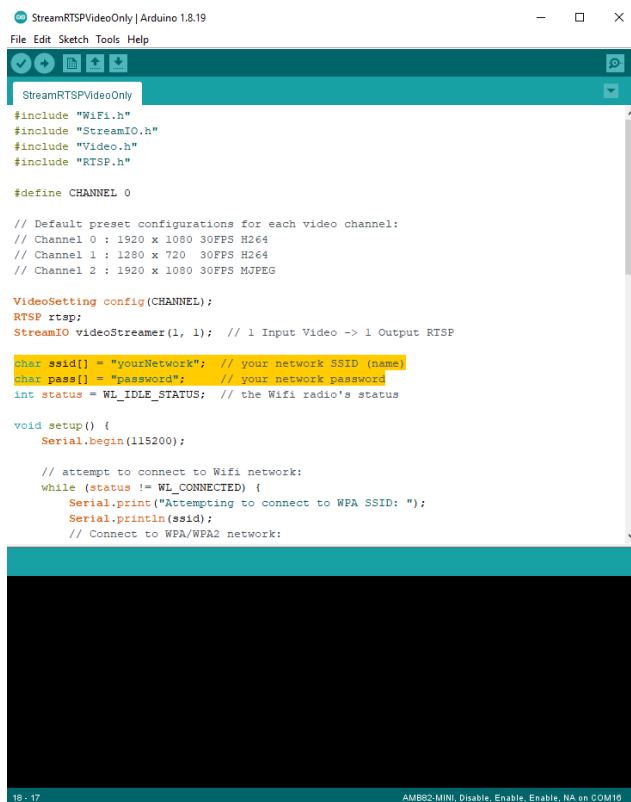 StreamRTSPVideoOnly | Arduino 1.8.19
File Edit Sketch Tools Help
StreamRTSPVideoOnly
#include "WiFi.h"
#include "StreamIO.h"
#include "Video.h"
#include "RTSP.h"

#define CHANNEL 0

// Default preset configurations for each video channel:
// Channel 0 : 1920 x 1080 30FPS H264
// Channel 1 : 1280 x 720  30FPS H264
// Channel 2 : 1920 x 1080 30FPS MJPEG

VideoSetting config(CHANNEL);
RTSP rtsp;
StreamIO videoStreamer(1, 1);  // 1 Input Video -> 1 Output RTSP

char ssid[] = "yourNetwork";  // your network SSID (name)
char pass[] = "password";     // your network password
int status = WL_IDLE_STATUS;  // the Wifi radio's status

void setup() {
    Serial.begin(115200);

    // attempt to connect to Wifi network:
    while (status != WL_CONNECTED) {
        Serial.print("Attempting to connect to WPA SSID: ");
        Serial.println(ssid);
        // Connect to WPA/WPA2 network:
18 - 17
AMB82-MINI, Disable, Enable, Enable, NA on COM16